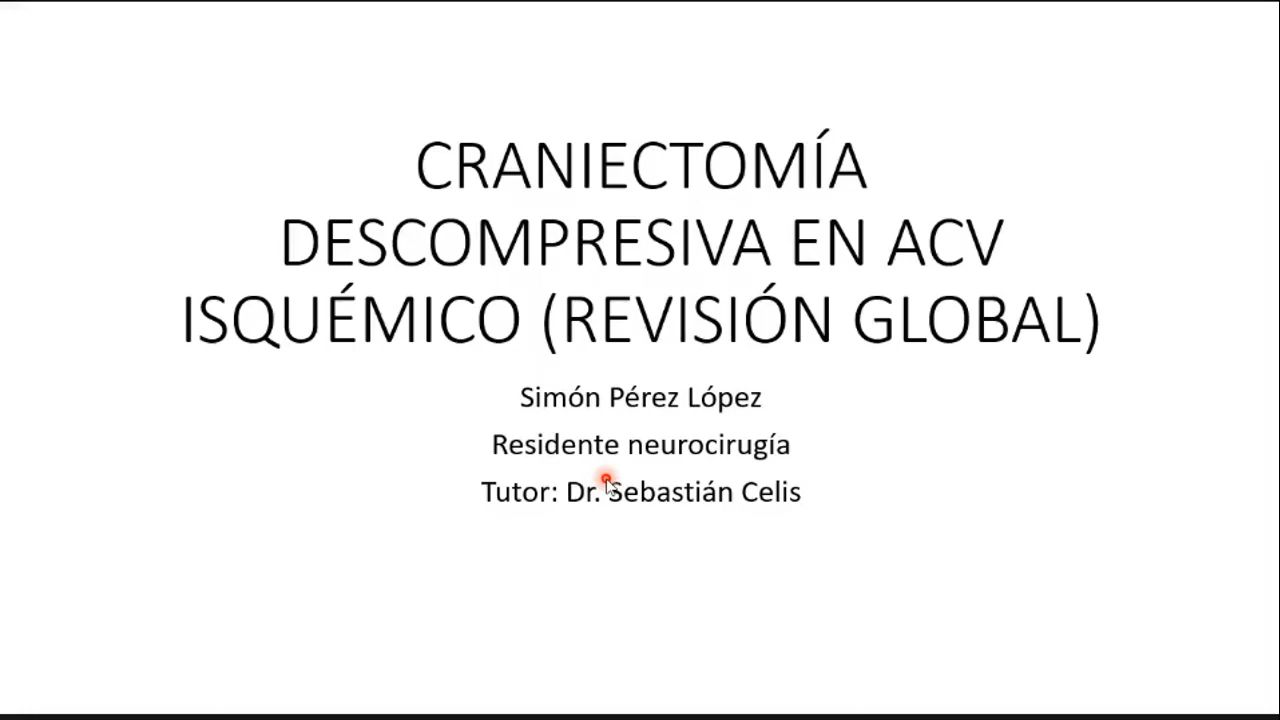 CRANIECTOMÍA
DESCOMPRESIVA EN ACV
ISQUÉMICO (REVISIÓN GLOBAL)
Simón Pérez López
Residente neurocirugía
Tutor: Dr. Sebastián Celis